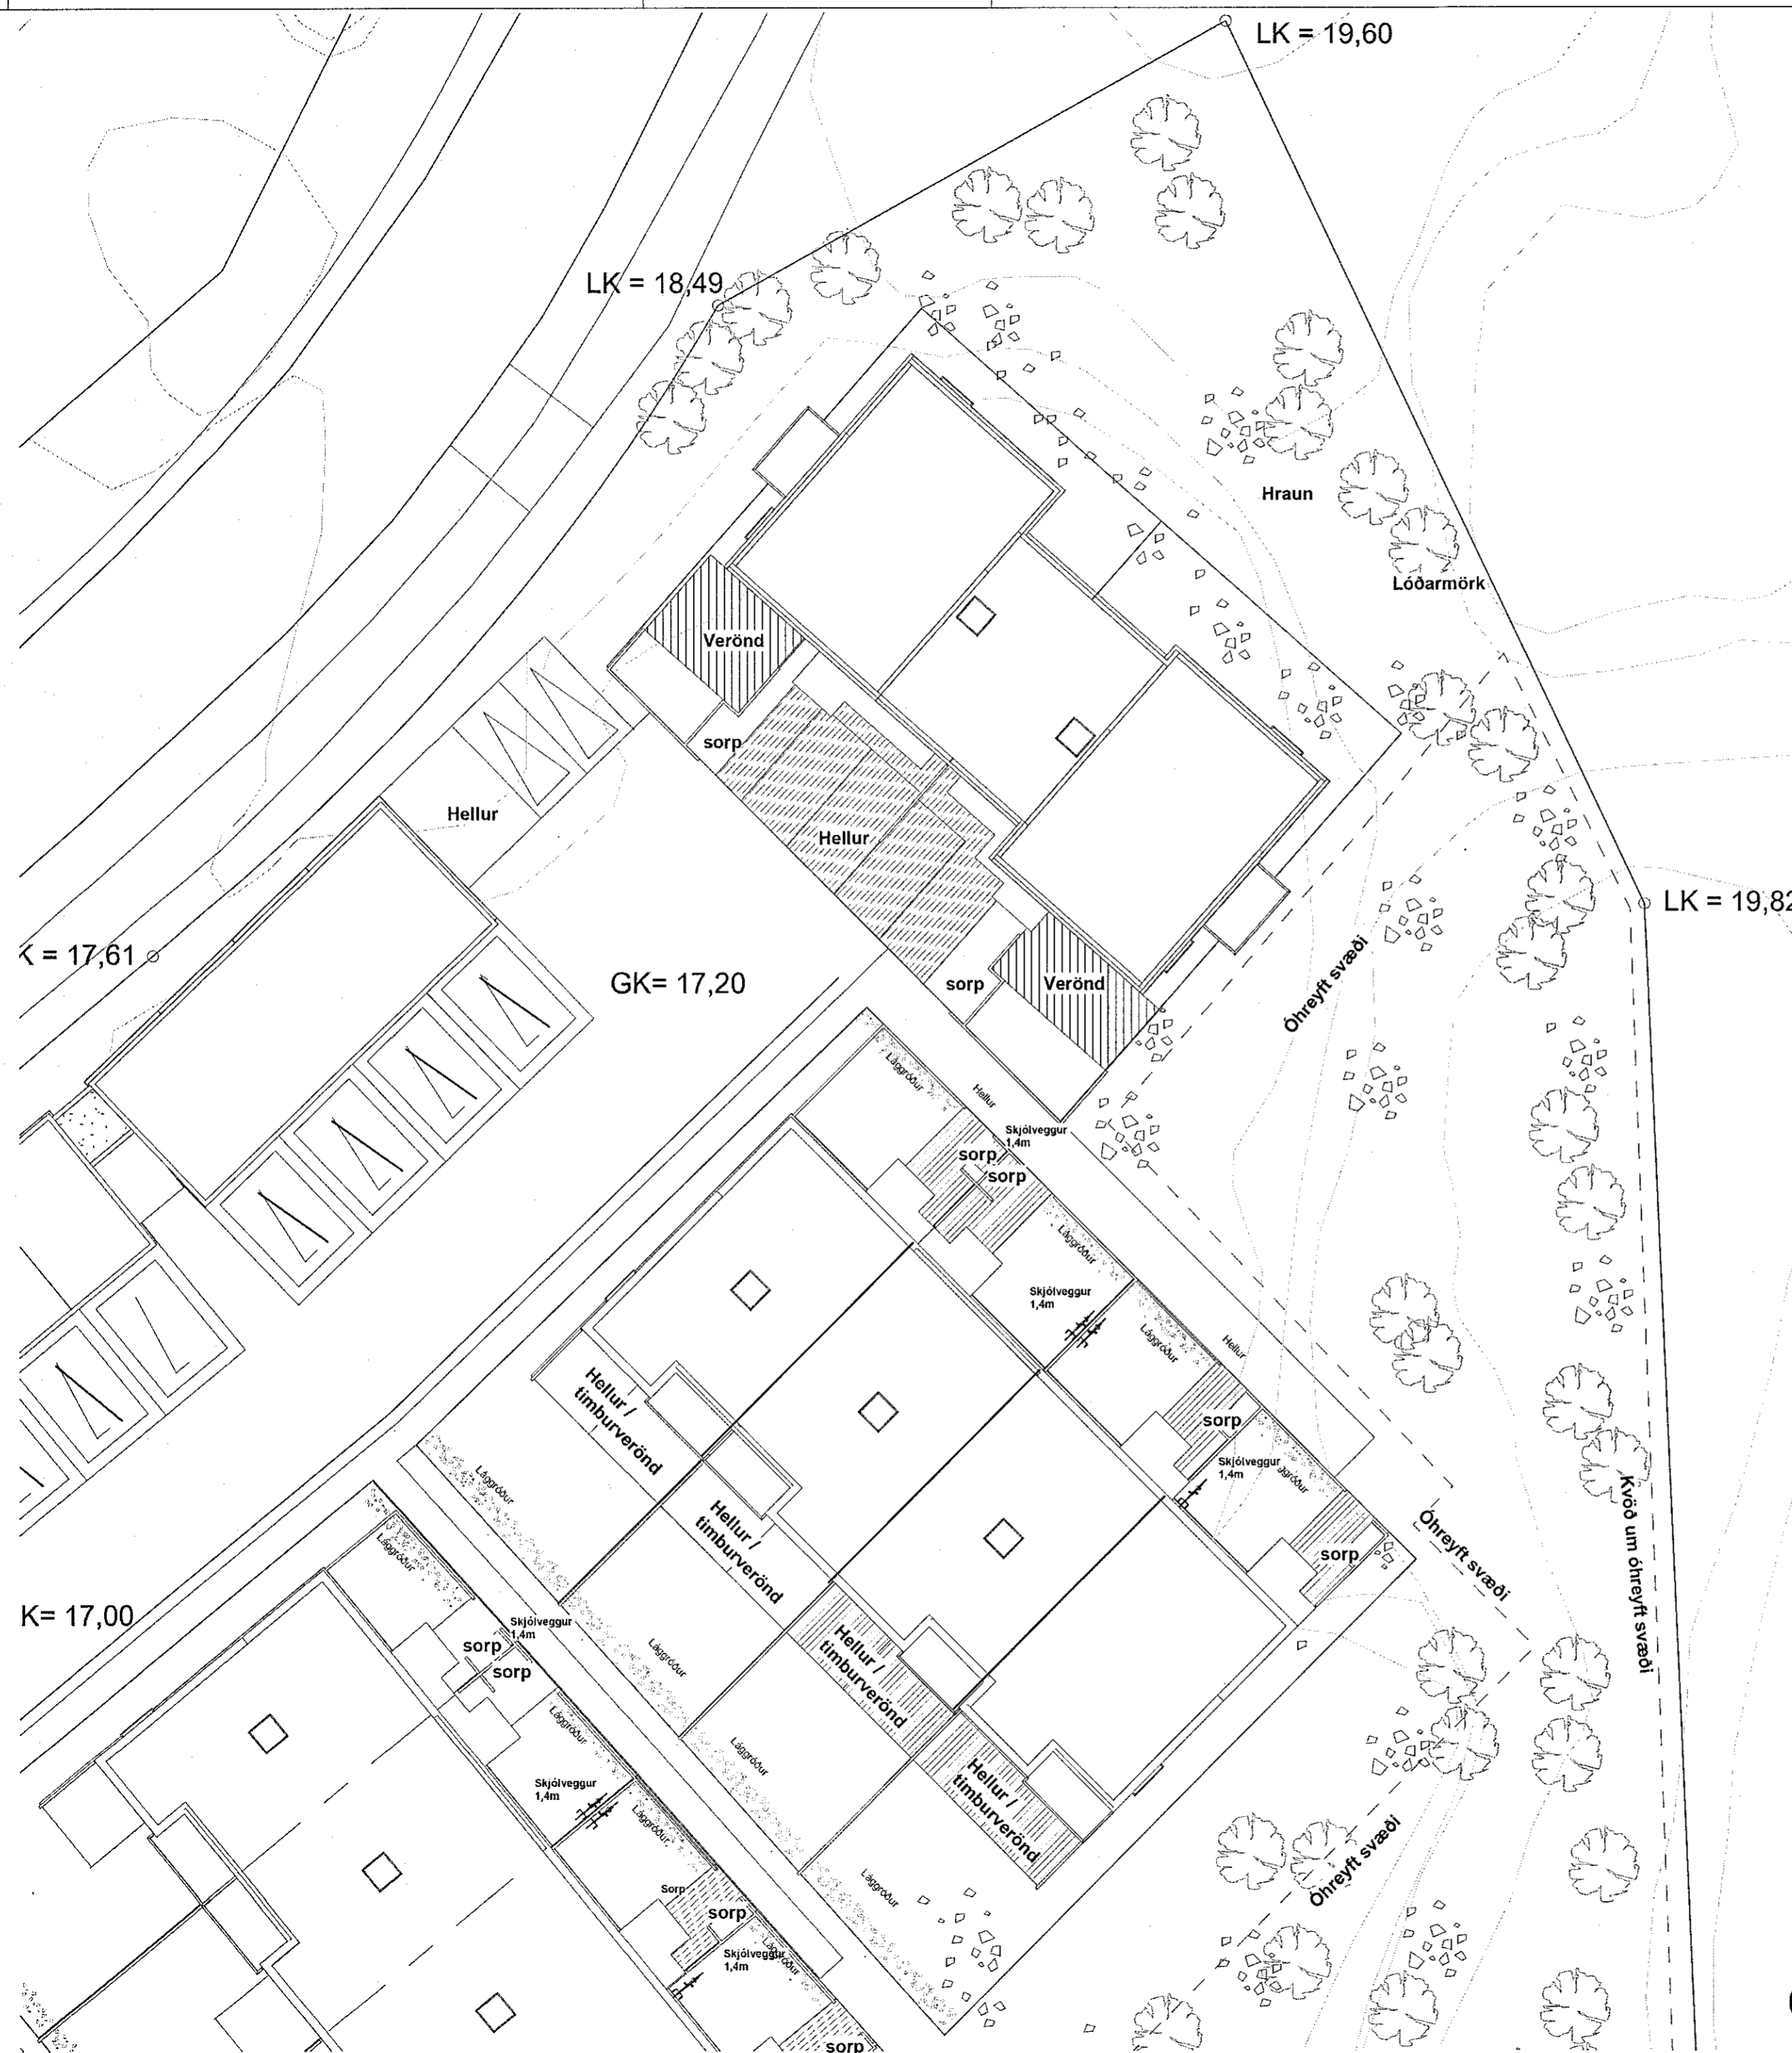 LK = 19,60
LK = 18,49
Hraun
Lóðarmörk
Verönd
sorp
Hellur
Hellur
LK = 19,82
K = 17,61
GK= 17,20
sorp
Verönd
Óhreyft svæði
Lággróður
Hellur
Skjólveggur
1,4m
sorp
sorp
Lággróður
Skjólveggur
1,4m
Lággróður
Hellur
Hellur /
timburverönd
sorp
Skjólveggur
1,4m
ggróður
Lággróður
Hellur /
timburverönd
sorp
Óhreyft svæði
Kvöð um óhreyft svæði
K= 17,00
Lággróður
Skjólveggur
1,4m
sorp
sorp
Lággróður
Hellur /
timburverönd
Lággróður
Lággróður
Hellur /
timburverönd
Skjólveggur
1,4m
Lággróður
Óhreyft svæði
Lággróður
Sorp
sorp
Skjólveggur
1,4m
Lággróður
sorp